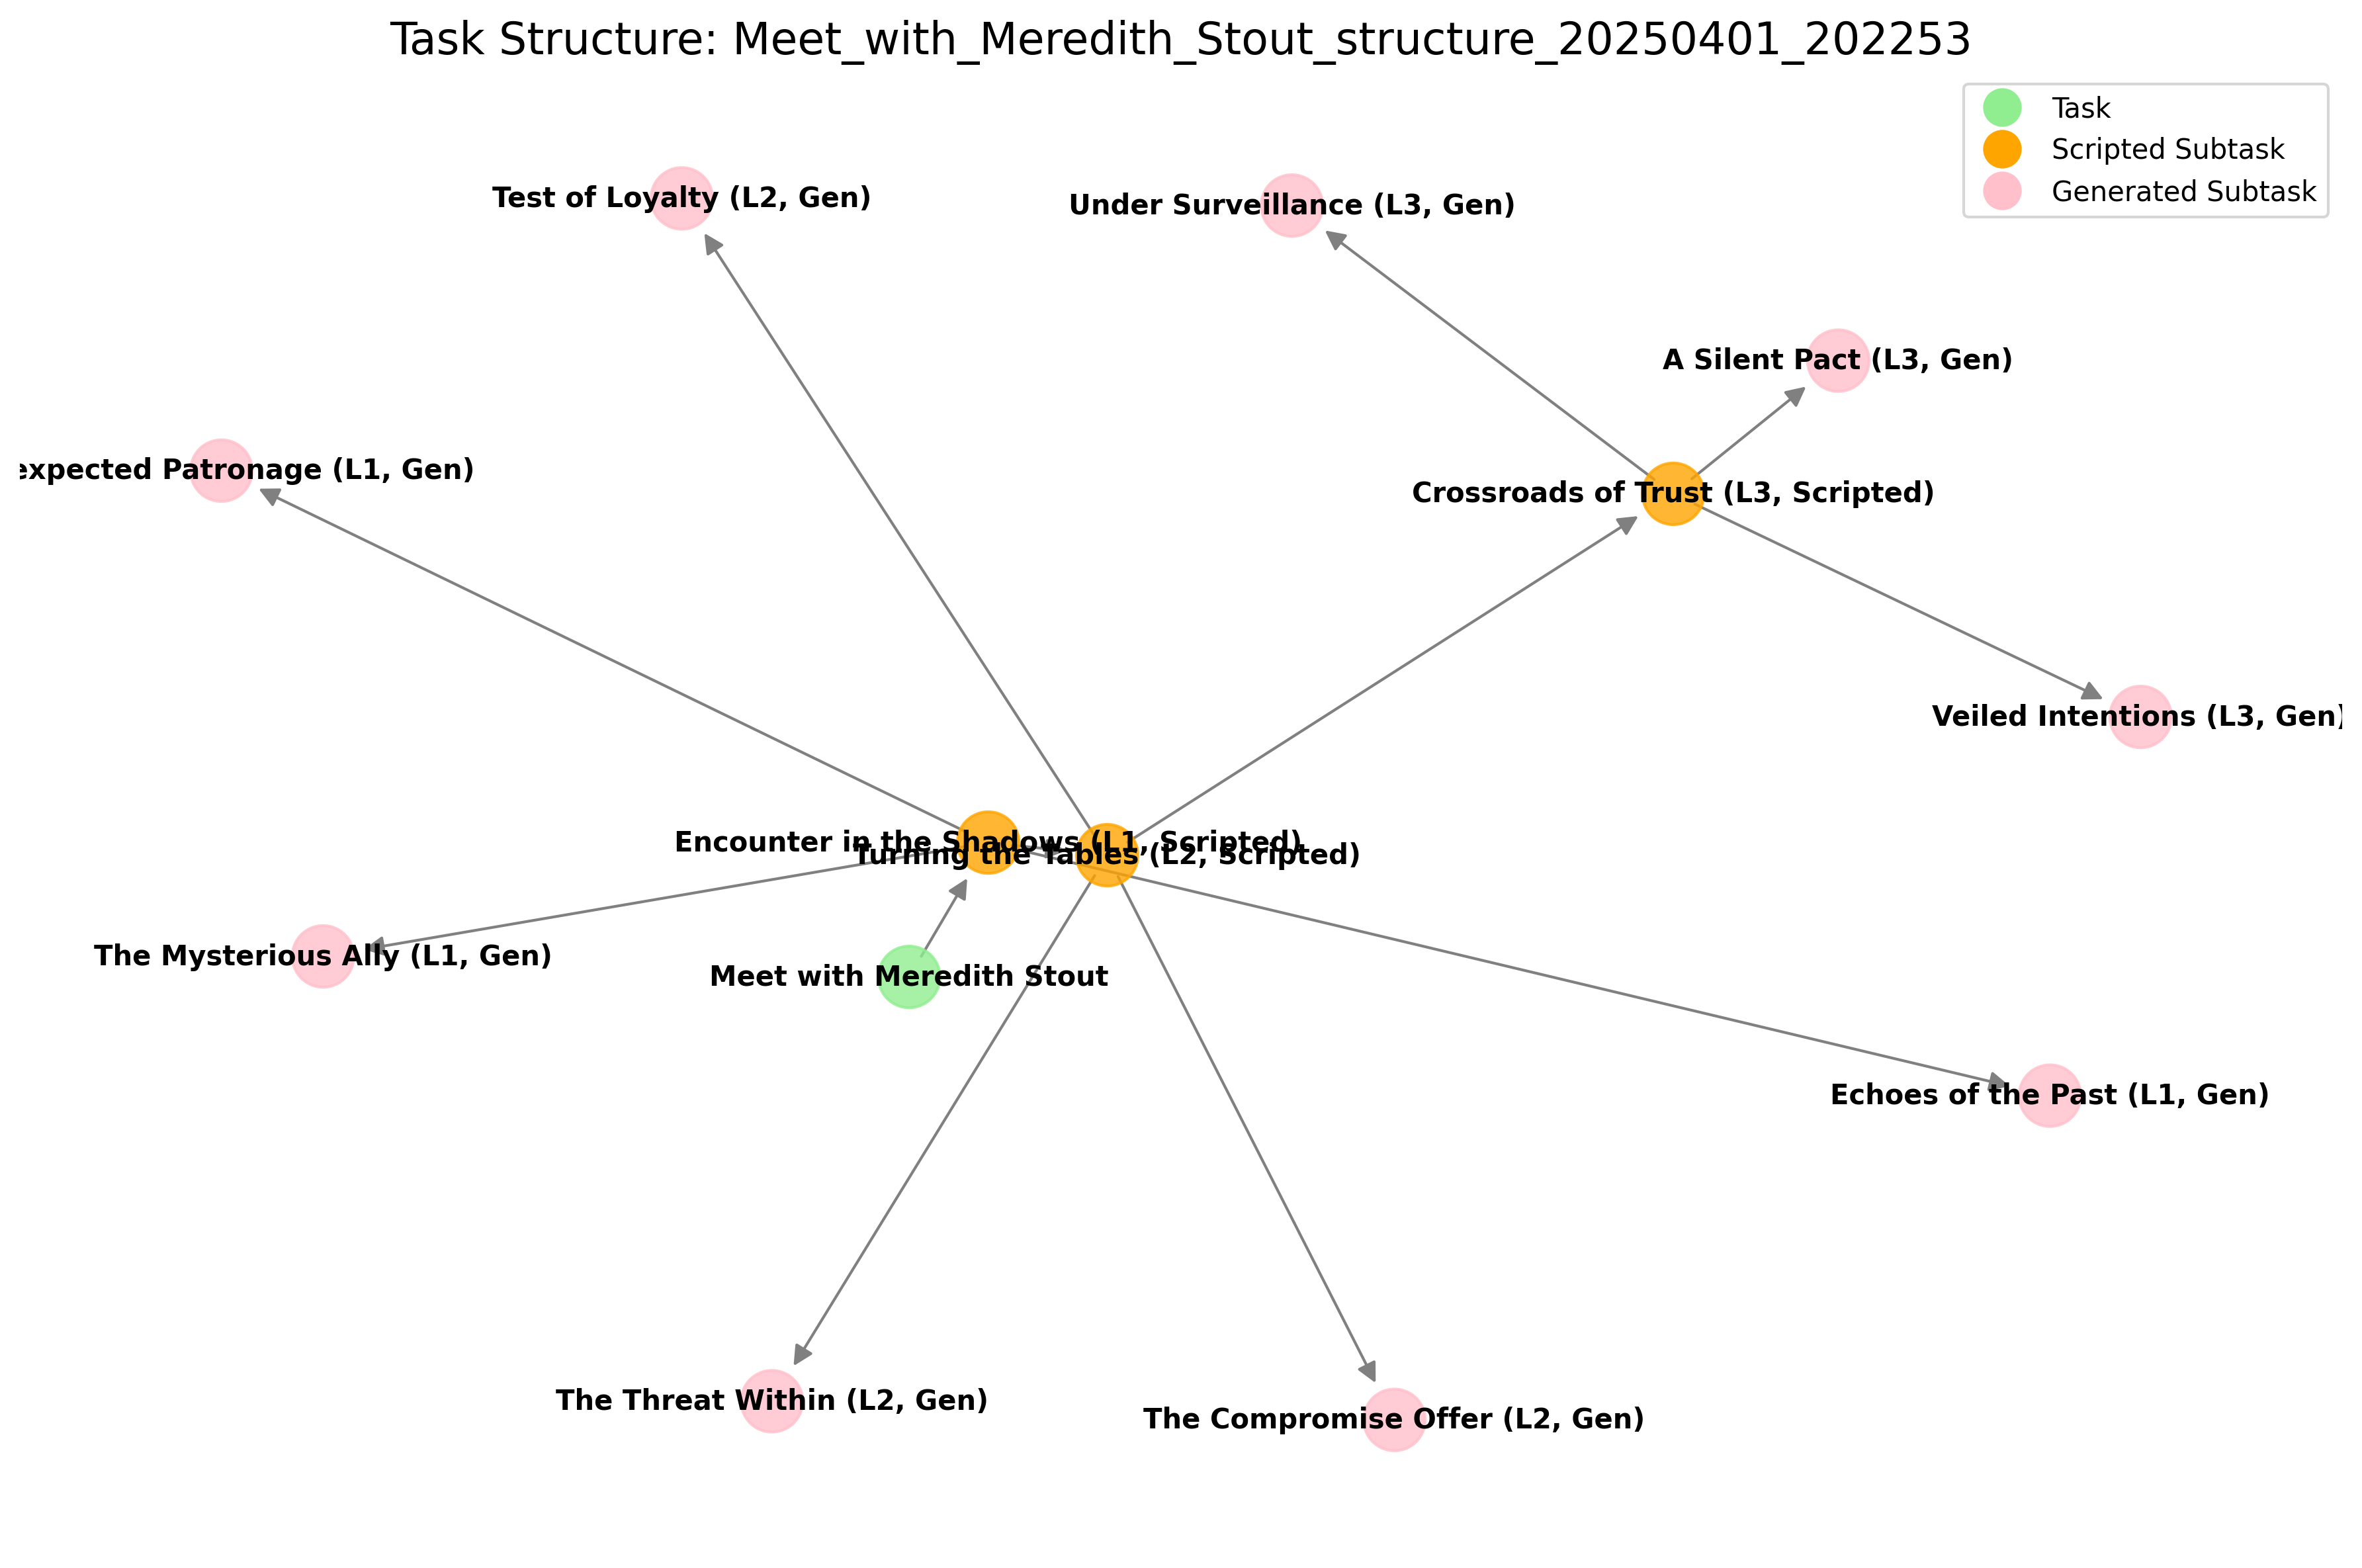 Task Structure: Meet_with_Meredith_Stout_structure_20250401_202253
Task
Scripted Subtask
Generated Subtask
Test of Loyalty (L2, Gen)
Under Surveillance (L3, Gen)
A Silent Pact (L3, Gen)
expected Patronage (L1, Gen)
Crossroads of Trust (L3, Scripted)
Veiled Intentions (L3, Gen)
Encounter in the Shadows (L1, Scripted)
Turning the Tables (L2, Scripted)
The Mysterious Ally (L1, Gen)
Meet with Meredith Stout
Echoes of the Past (L1, Gen)
The Threat Within (L2, Gen)
The Compromise Offer (L2, Gen)